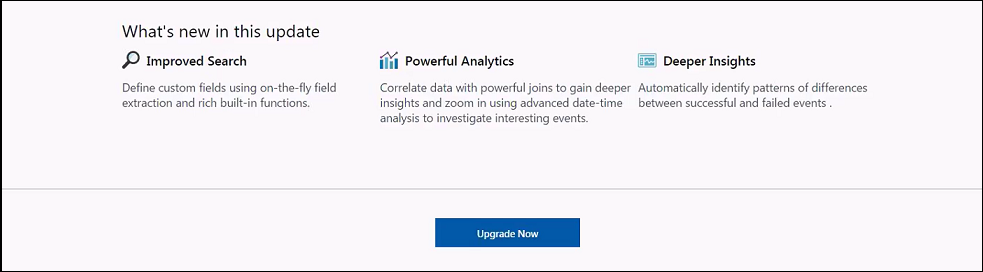 What's new in this update
Improved Search
Define custom fields using on-the-fly field
extraction and rich built-in functions.
Powerful Analytics
Correlate data with powerful joins to gain deeper
insights and zoom in using advanced date-time
analysis to investigate interesting events.
Deeper Insights
Automatically identify patterns of differences
between successful and failed events .
Upgrade Now